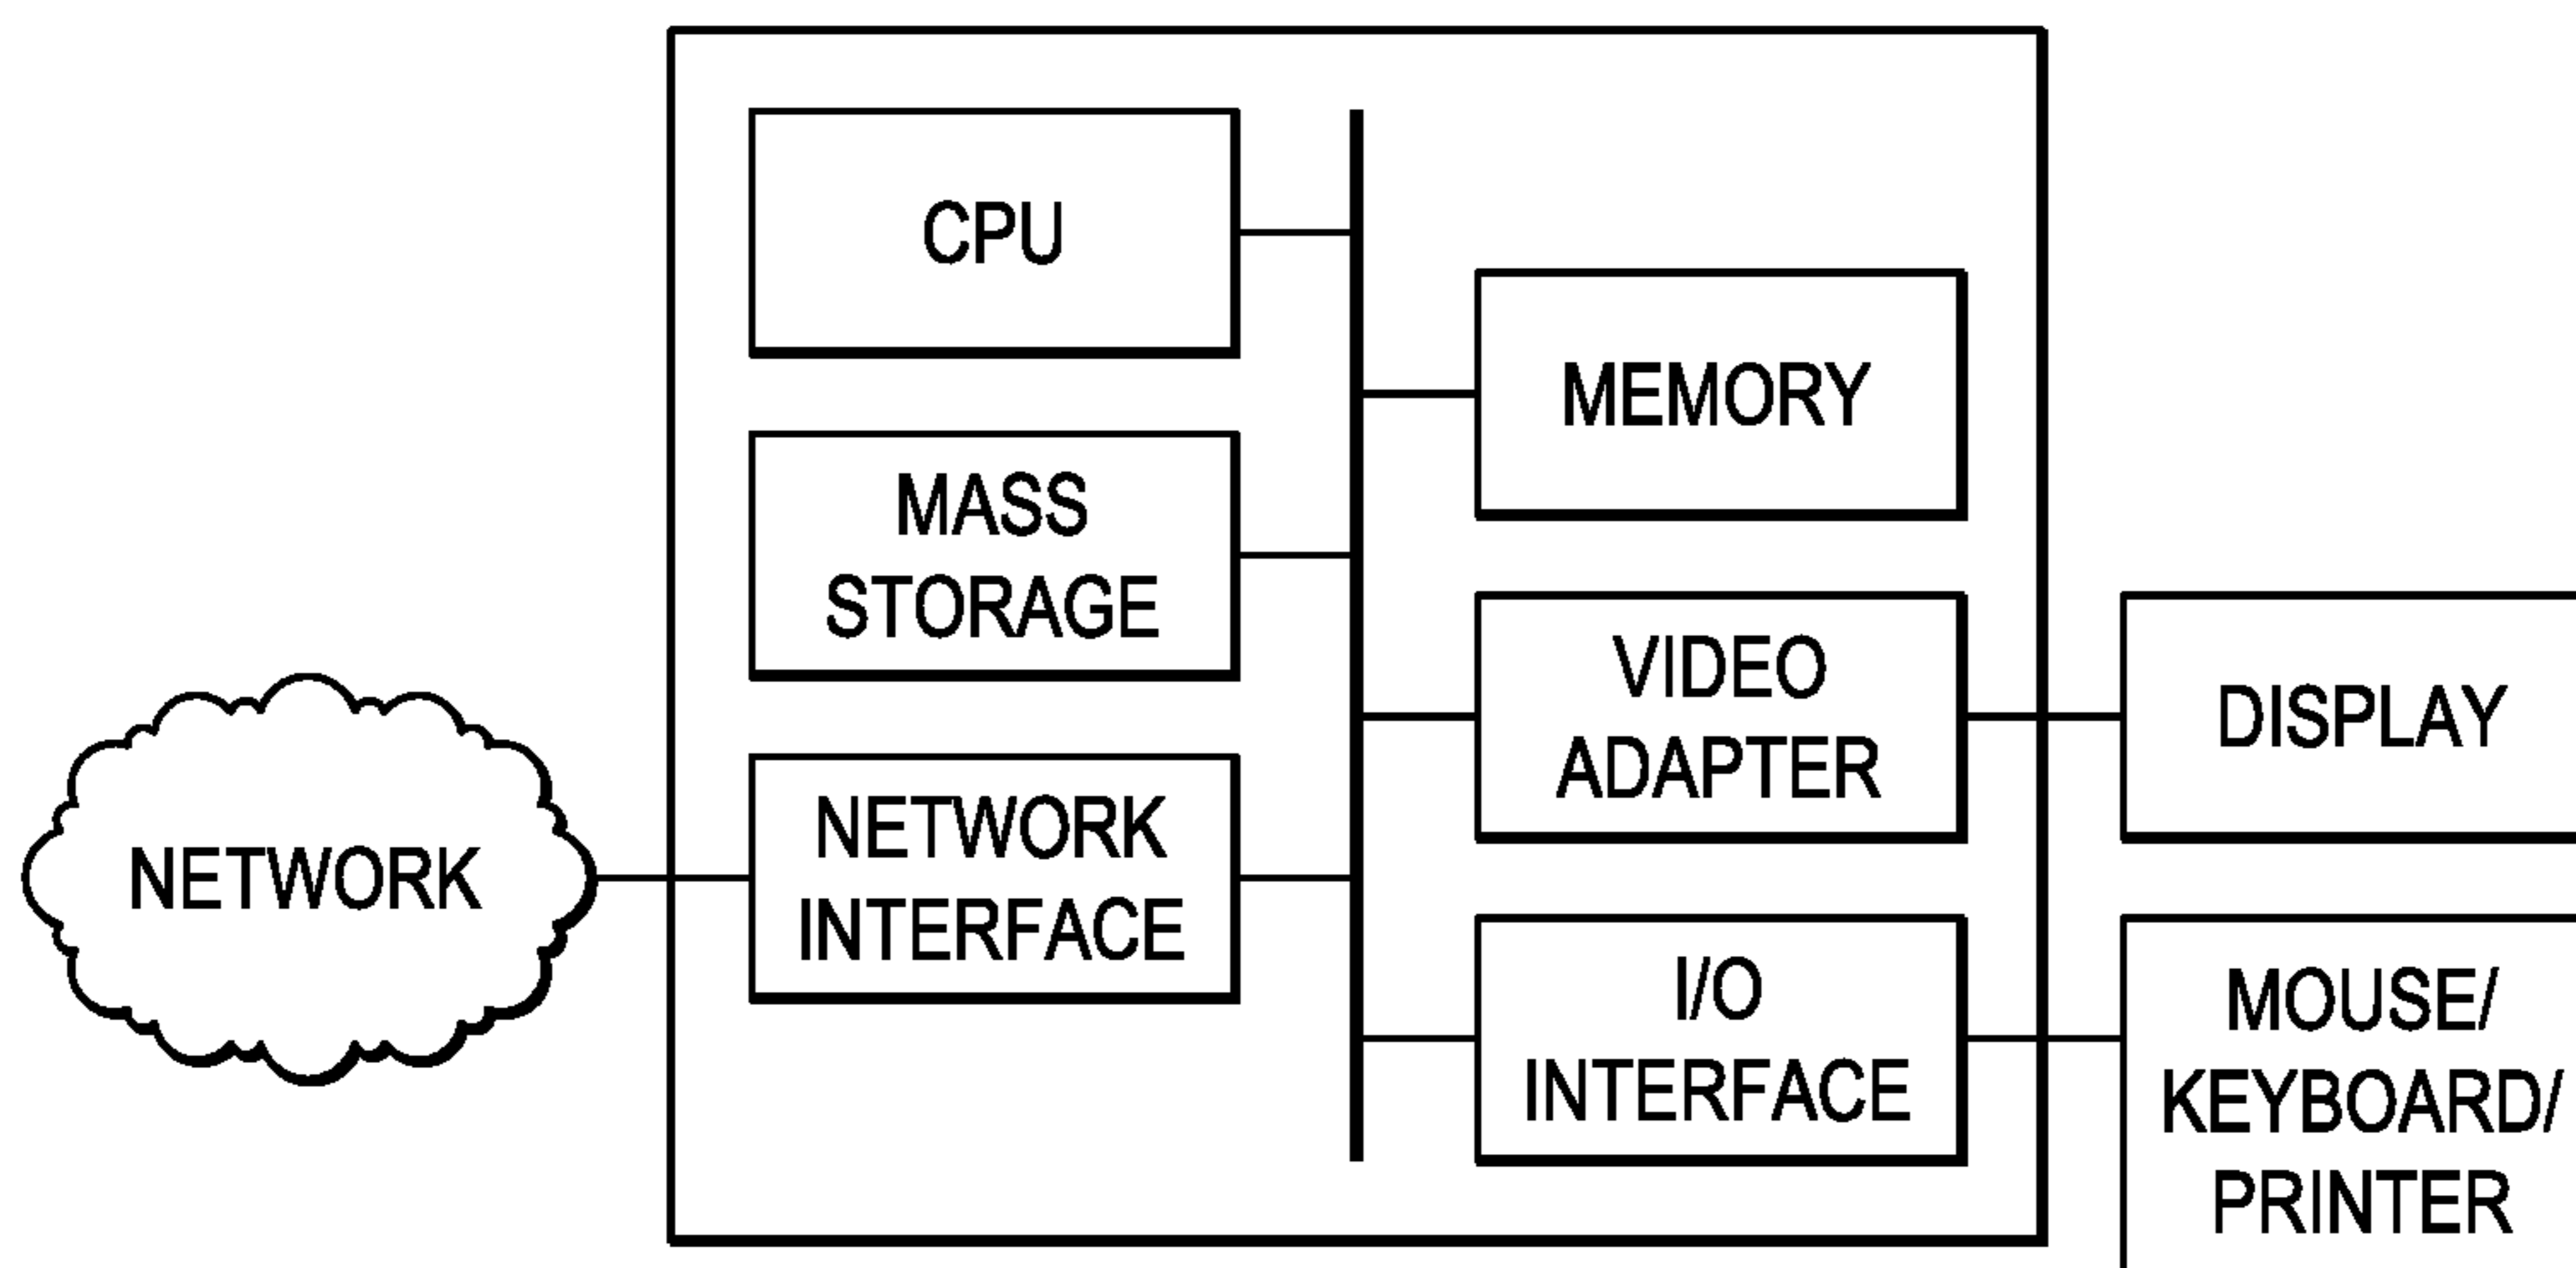 CPU
MEMORY
MASS
STORAGE
VIDEO
ADAPTER
DISPLAY
NETWORK
NETWORK
INTERFACE
I/O
INTERFACE
MOUSE/
KEYBOARD/
PRINTER